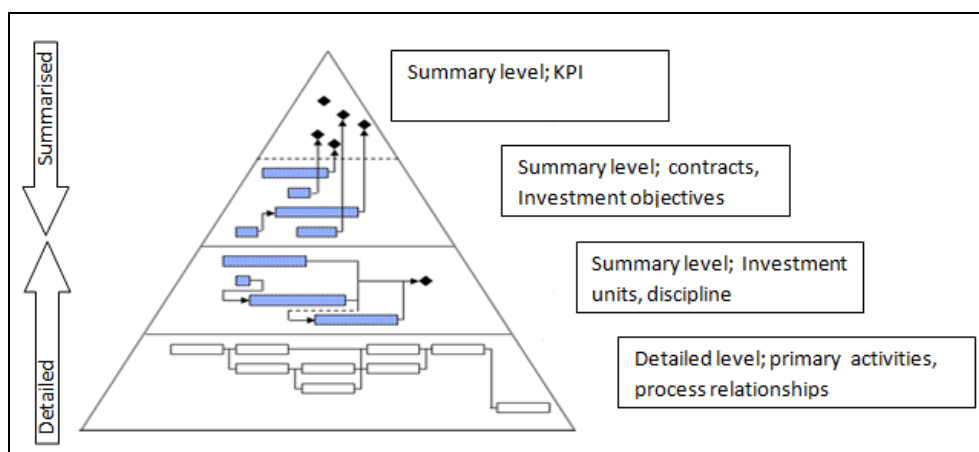 Summarised
Detailed
Summary level; KPI
Summary level; contracts,
Investment objectives
Summary level; Investment
units, discipline
Detailed level; primary activities,
process relationships